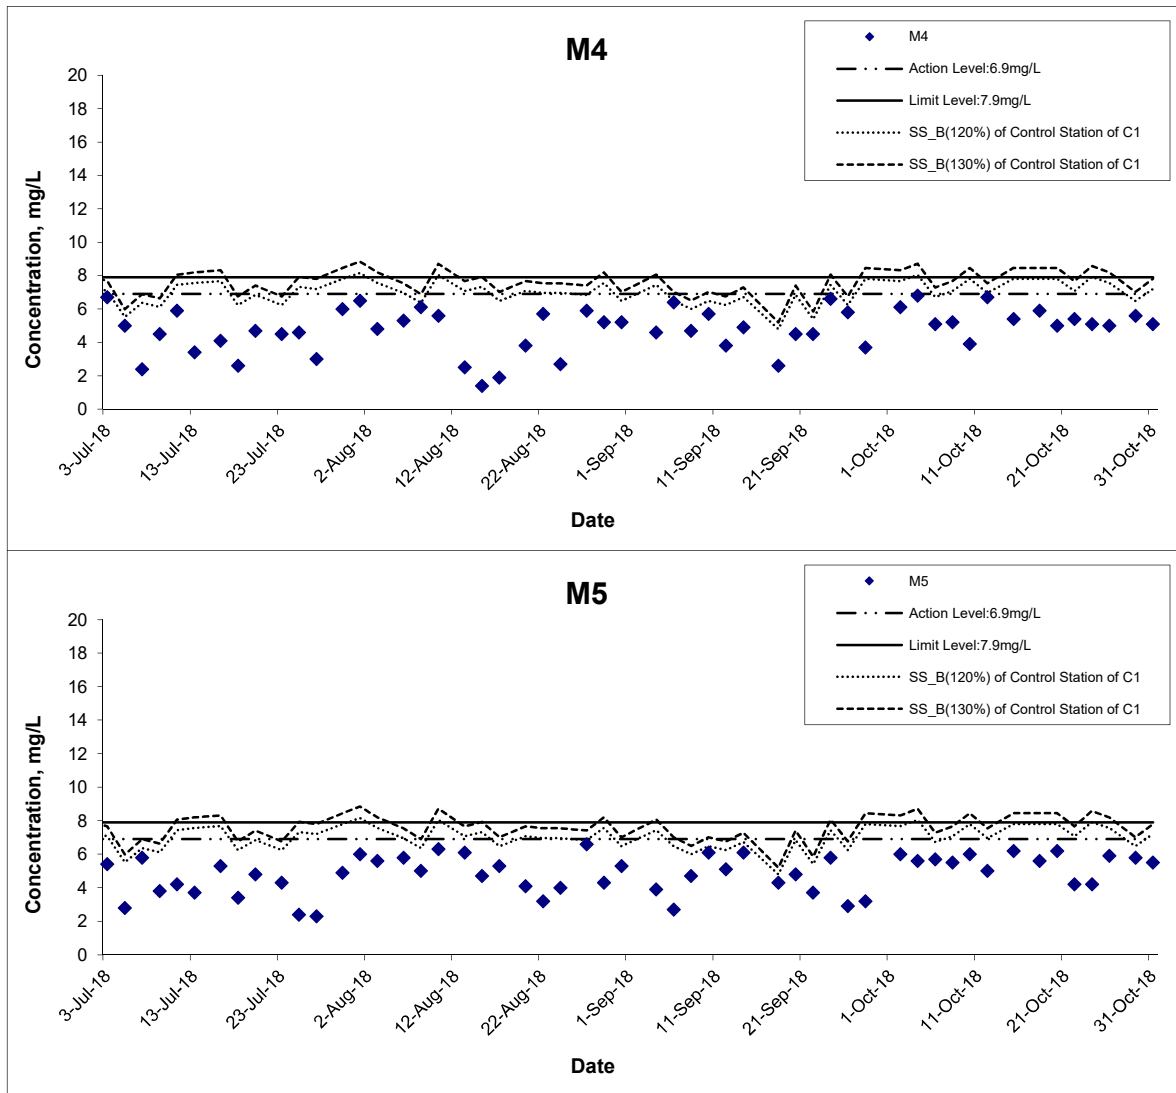 M4
M4
Action Level:6.9mg/L
Limit Level:7.9mg/L
SS_B(120%) of Control Station of C1
SS_B(130%) of Control Station of C1
Concentration, mg/L
20
18
16
14
12
10
8
6
4
2
0
3-Jul-18
13-Jul-18
23-Jul-18
2-Aug-18
12-Aug-18
22-Aug-18
1-Sep-18
11-Sep-18
21-Sep-18
1-Oct-18
11-Oct-18
21-Oct-18
31-Oct-18
Date
M5
M5
Action Level:6.9mg/L
Limit Level:7.9mg/L
SS_B(120%) of Control Station of C1
SS_B(130%) of Control Station of C1
Concentration, mg/L
20
18
16
14
12
10
8
6
4
2
0
3-Jul-18
13-Jul-18
23-Jul-18
2-Aug-18
12-Aug-18
22-Aug-18
1-Sep-18
11-Sep-18
21-Sep-18
1-Oct-18
11-Oct-18
21-Oct-18
31-Oct-18
Date